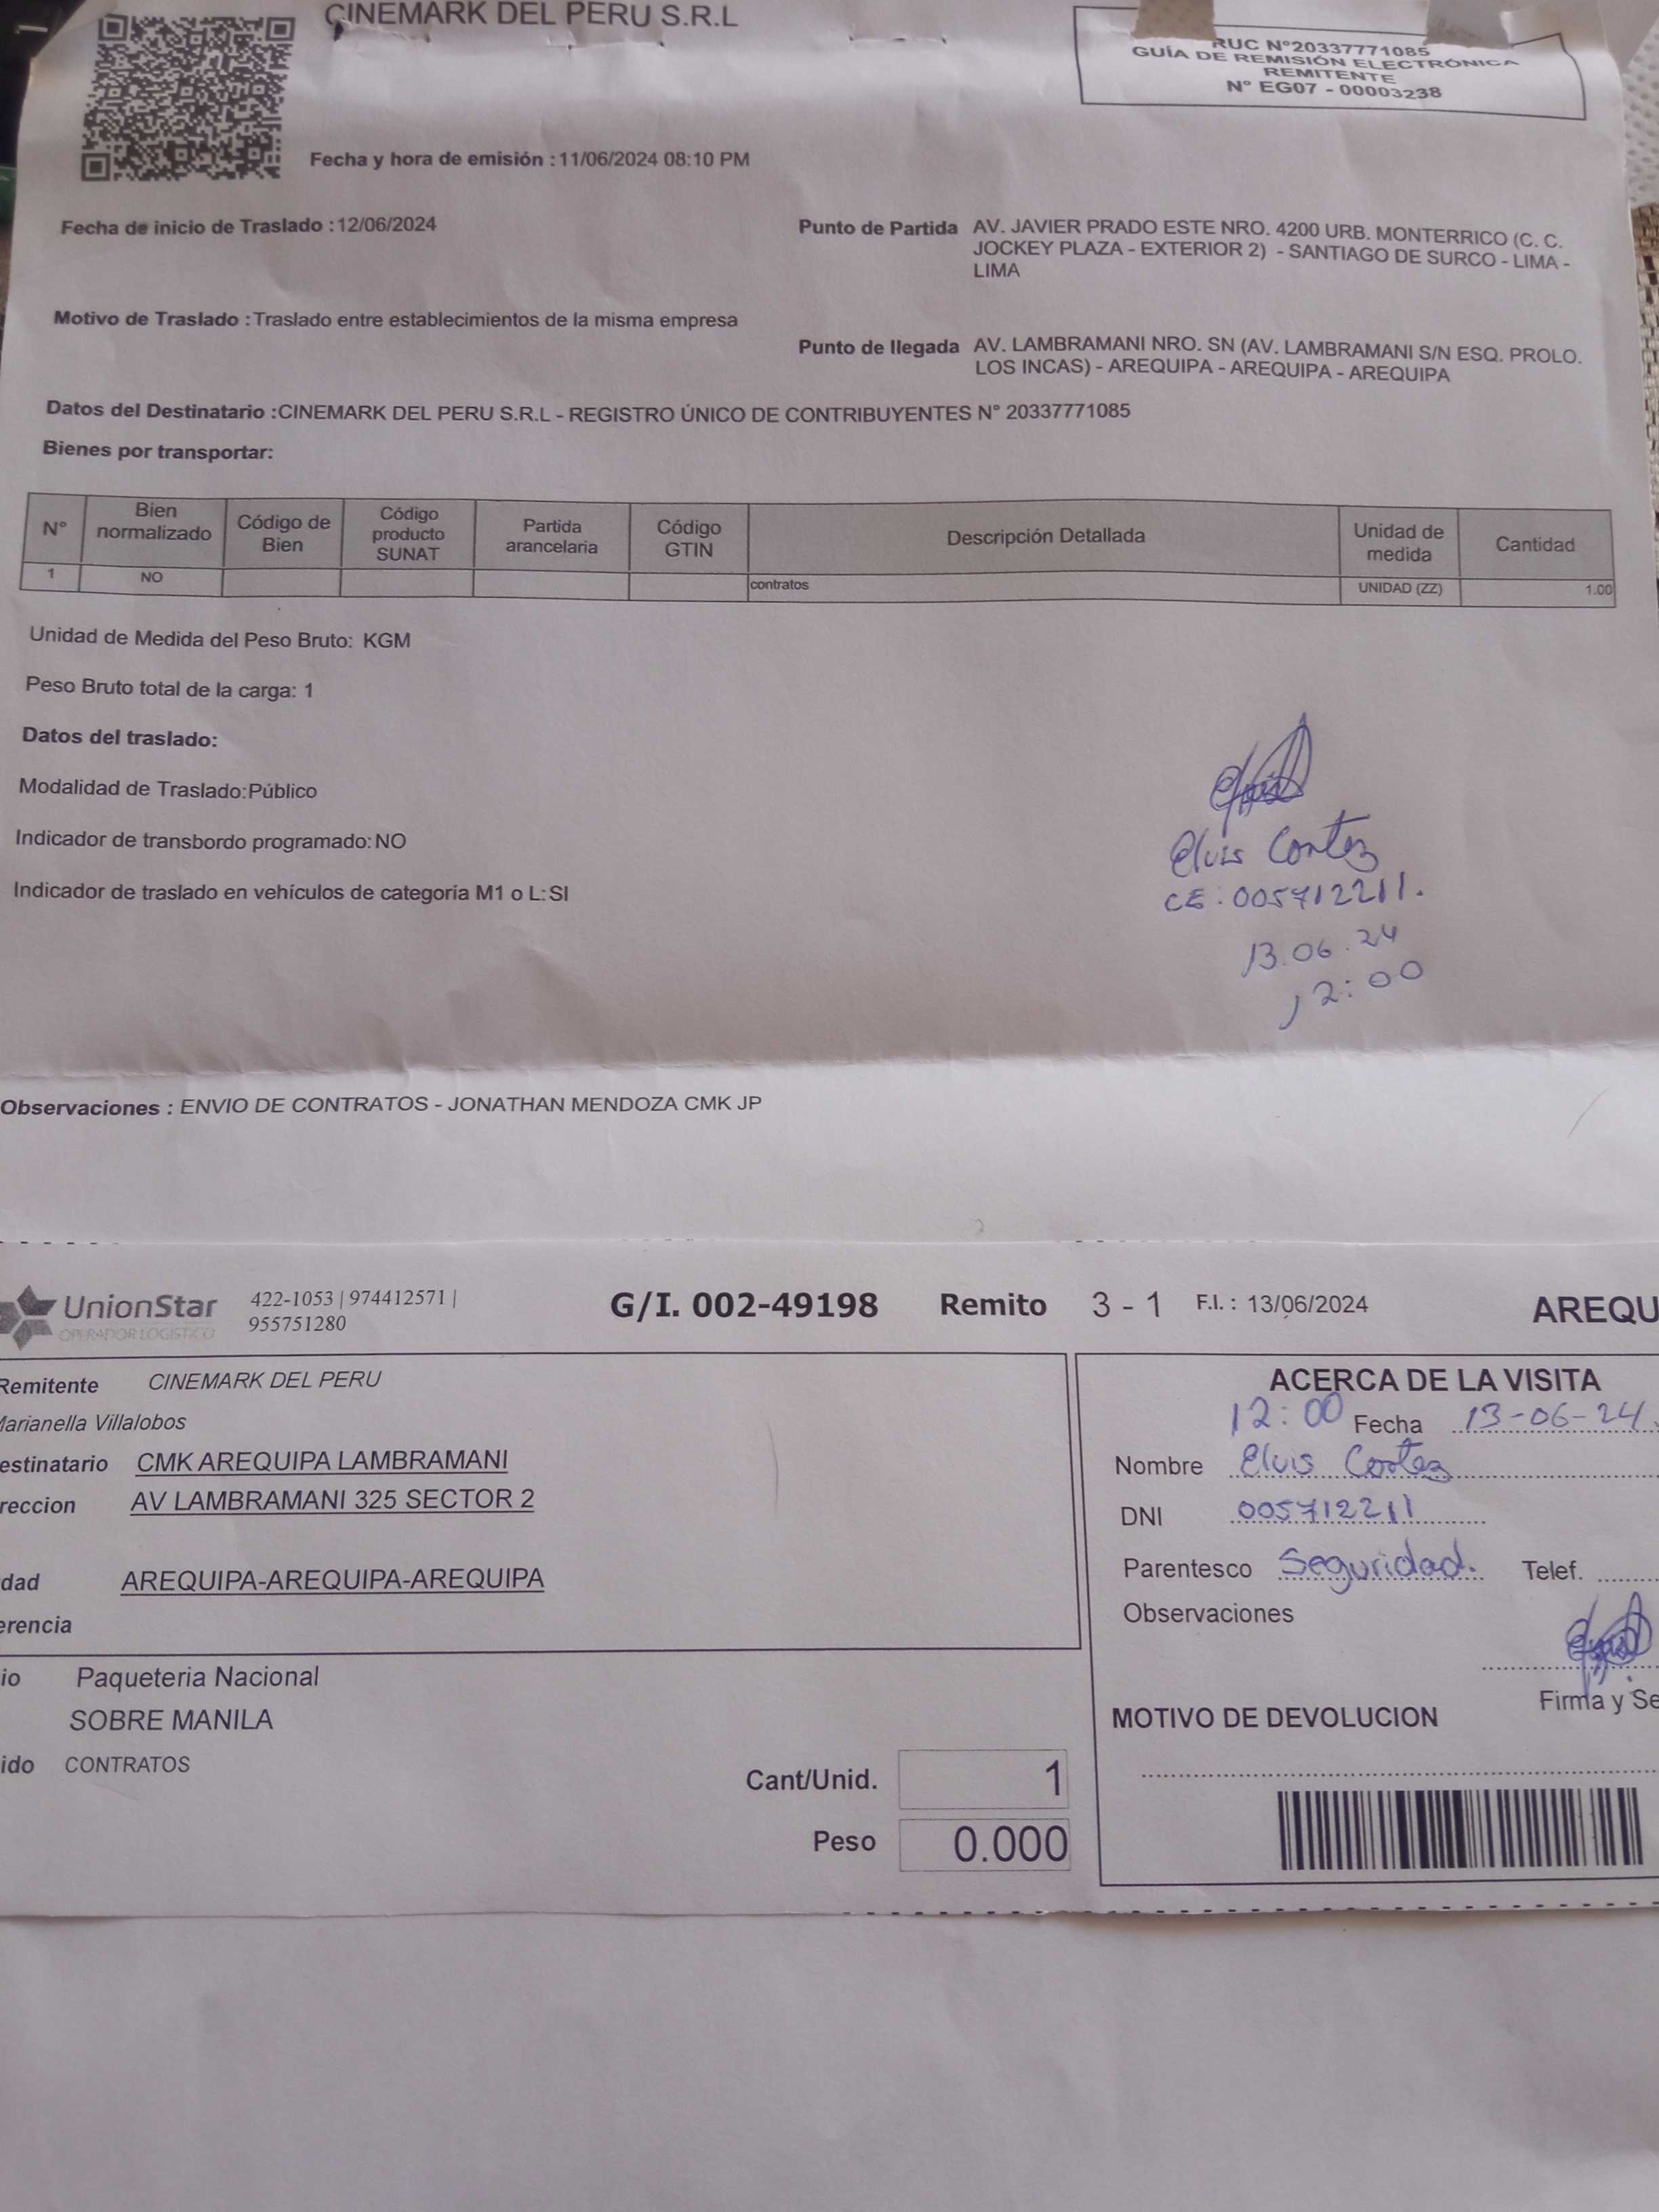 CINEMARK DEL PERU S.R.L
RUC N°20337771085
GUÍA DE REMISIÓN ELECTRÓNICA
REMITENTE
N° EG07 - 00003238
Fecha y hora de emisión : 11/06/2024 08:10 PM
Fecha de inicio de Traslado : 12/06/2024
Punto de Partida AV. JAVIER PRADO ESTE NRO. 4200 URB. MONTERRICO (C. C.
JOCKEY PLAZA - EXTERIOR 2) - SANTIAGO DE SURCO - LIMA -
LIMA
Motivo de Traslado : Traslado entre establecimientos de la misma empresa
Punto de llegada AV. LAMBRAMANI NRO. SN (AV. LAMBRAMANI S/N ESQ. PROLO.
LOS INCAS) - AREQUIPA - AREQUIPA - AREQUIPA
Datos del Destinatario : CINEMARK DEL PERU S.R.L - REGISTRO ÚNICO DE CONTRIBUYENTES N° 20337771085
Bienes por transportar:
N° Bien normalizado Código de Bien Código producto SUNAT Partida arancelaria Código GTIN Descripción Detallada Unidad de medida Cantidad
1 NO contratos UNIDAD (ZZ) 1.00
Unidad de Medida del Peso Bruto: KGM
Peso Bruto total de la carga: 1
Datos del traslado:
Modalidad de Traslado: Público
Indicador de transbordo programado: NO
Indicador de traslado en vehículos de categoría M1 o L: SI
Elvis Cortez
CE: 005712211.
13.06.24
12:00
Observaciones : ENVIO DE CONTRATOS - JONATHAN MENDOZA CMK JP
UnionStar
OPERADOR LOGISTICO
422-1053 | 974412571 |
955751280
G/I. 002-49198 Remito 3 - 1 F.I. : 13/06/2024 AREQU
Remitente CINEMARK DEL PERU
Marianella Villalobos
estinatario CMK AREQUIPA LAMBRAMANI
reccion AV LAMBRAMANI 325 SECTOR 2
dad AREQUIPA-AREQUIPA-AREQUIPA
erencia
io Paqueteria Nacional
SOBRE MANILA
ido CONTRATOS
Cant/Unid. 1
Peso 0.000
ACERCA DE LA VISITA
12:00 Fecha 13-06-24
Nombre Elvis Cortez
DNI 005712211
Parentesco Seguridad. Telef.
Observaciones
Firma y Se
MOTIVO DE DEVOLUCION